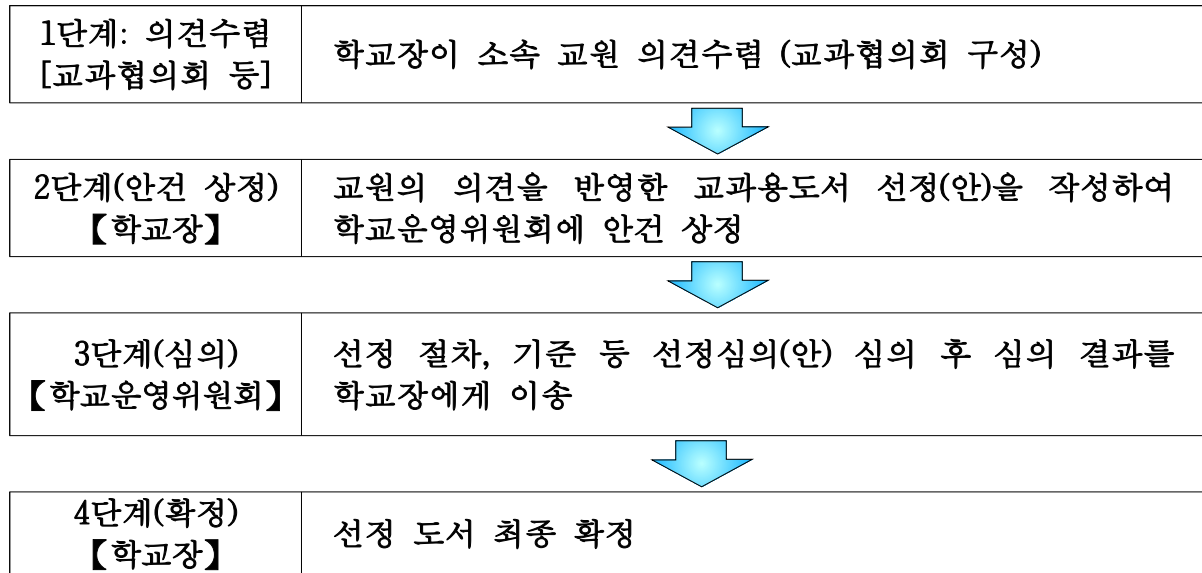 1단계: 의견수렴
[교과협의회 등]
학교장이 소속 교원 의견수렴 (교과협의회 구성)
2단계(안건 상정)
【학교장】
교원의 의견을 반영한 교과용도서 선정(안)을 작성하여
학교운영위원회에 안건 상정
3단계(심의)
【학교운영위원회】
선정 절차, 기준 등 선정심의(안) 심의 후 심의 결과를
학교장에게 이송
4단계(확정)
【학교장】
선정 도서 최종 확정